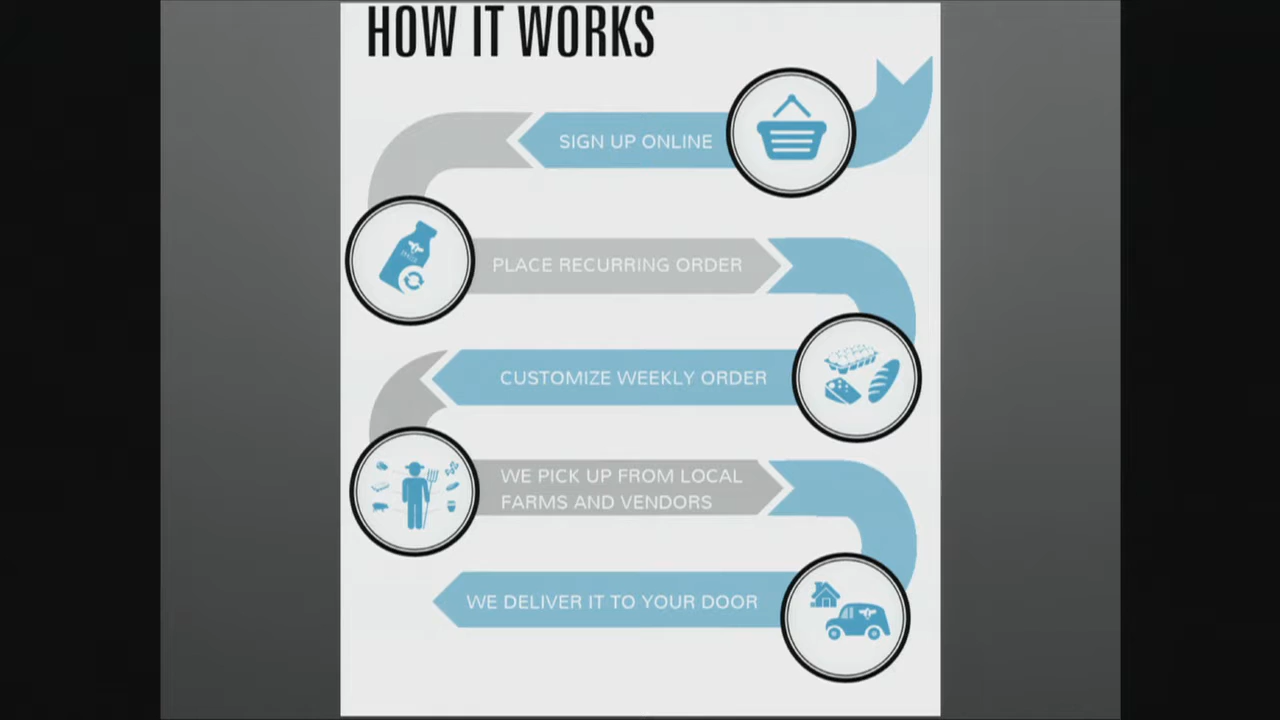 HOW IT WORKS
SIGN UP ONLINE
PLACE RECURRING ORDER
CUSTOMIZE WEEKLY ORDER
WE PICK UP FROM LOCAL
FARMS AND VENDORS
WE DELIVER IT TO YOUR DOOR